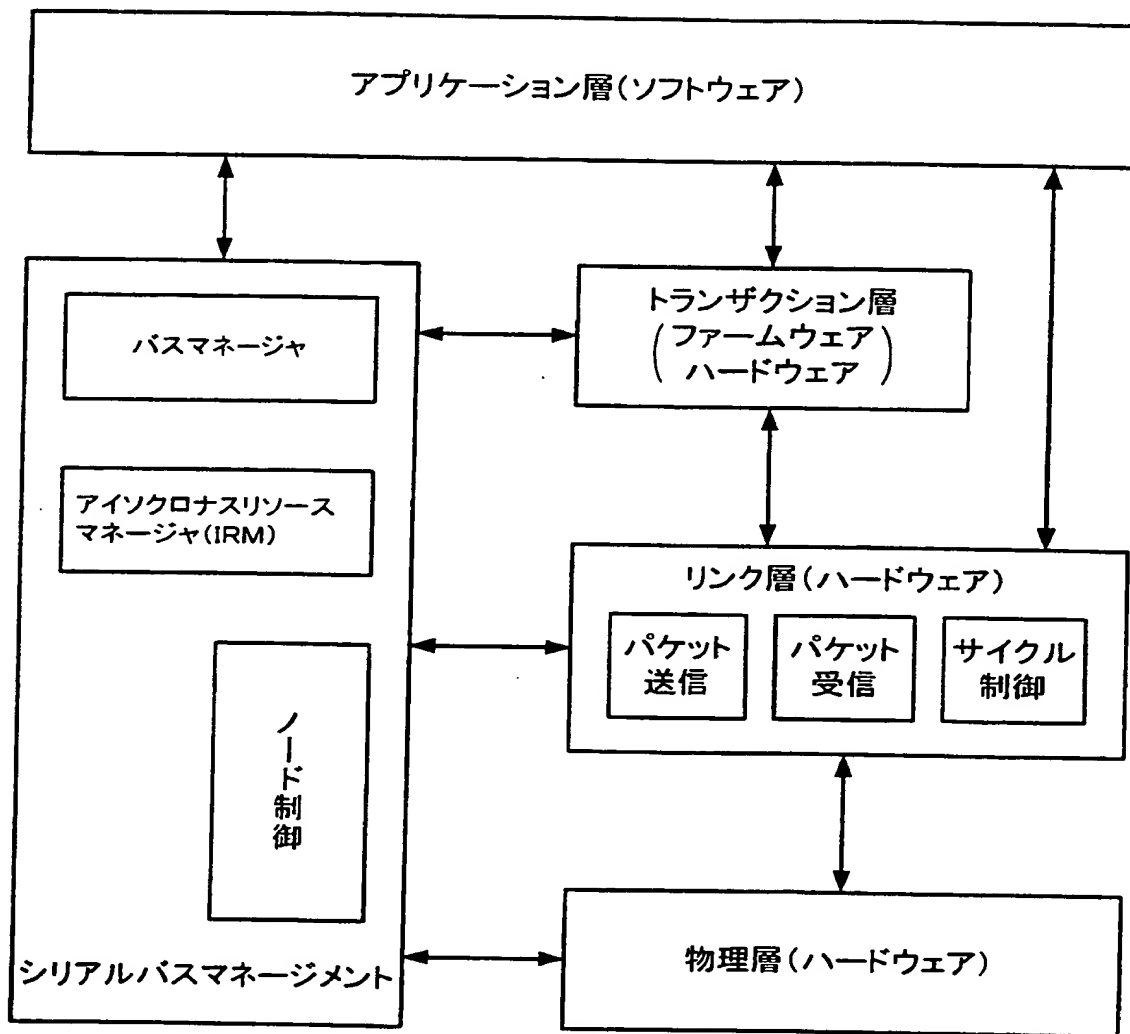 アプリケーション層(ソフトウェア)
バスマネージャ
トランザクション層
(ファームウェア
ハードウェア)
アイソクロナスリソース
マネージャ(IRM)
リンク層(ハードウェア)
パケット
送信
パケット
受信
サイクル
制御
ノード制御
シリアルバスマネージメント
物理層(ハードウェア)